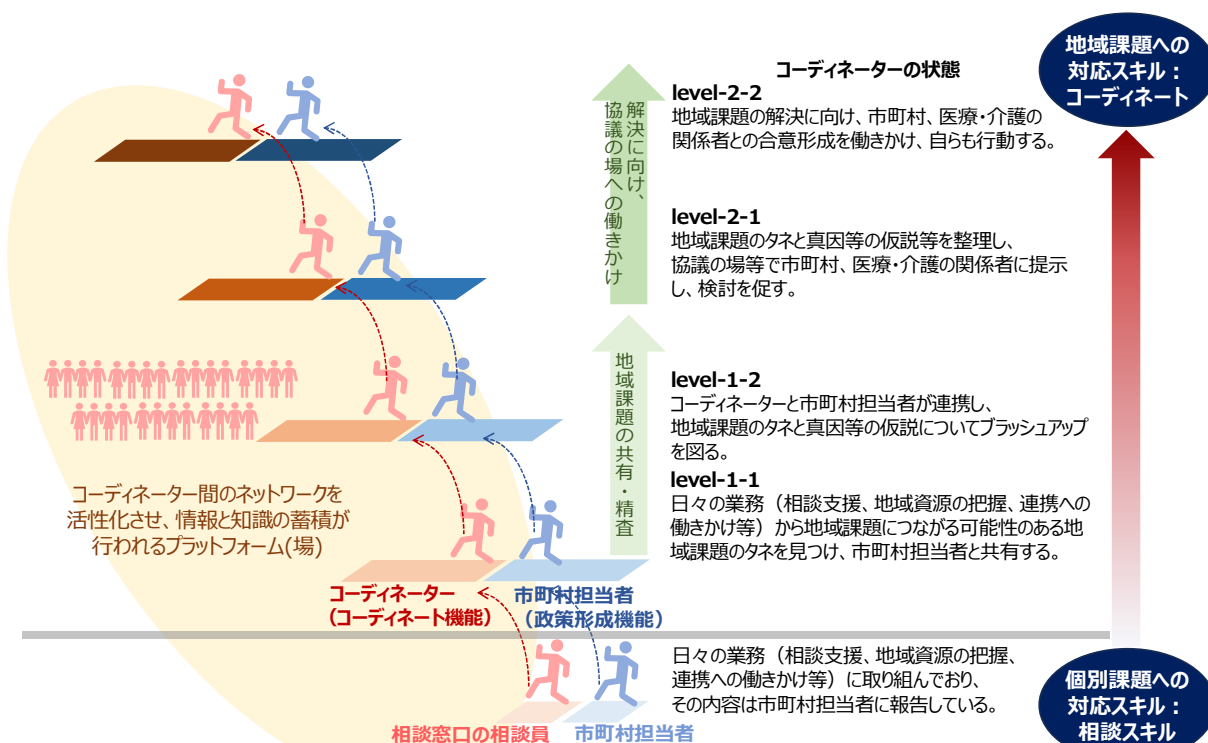 地域課題への
対応スキル：
コーディネート
コーディネーターの状態
level-2-2
地域課題の解決に向け、市町村、医療・介護の
関係者との合意形成を働きかけ、自らも行動する。
解決に向け、
協議の場への働きかけ
level-2-1
地域課題のタネと真因等の仮説等を整理し、
協議の場等で市町村、医療・介護の関係者に提示
し、検討を促す。
地域課題の共有・精査
level-1-2
コーディネーターと市町村担当者が連携し、
地域課題のタネと真因等の仮説についてブラッシュアップ
を図る。
level-1-1
日々の業務（相談支援、地域資源の把握、連携への
働きかけ等）から地域課題につながる可能性のある地
域課題のタネを見つけ、市町村担当者と共有する。
コーディネーター間のネットワークを
活性化させ、情報と知識の蓄積が
行われるプラットフォーム(場)
コーディネーター
（コーディネート機能）
市町村担当者
（政策形成機能）
日々の業務（相談支援、地域資源の把握、
連携への働きかけ等）に取り組んでおり、
その内容は市町村担当者に報告している。
個別課題への
対応スキル：
相談スキル
相談窓口の相談員
市町村担当者